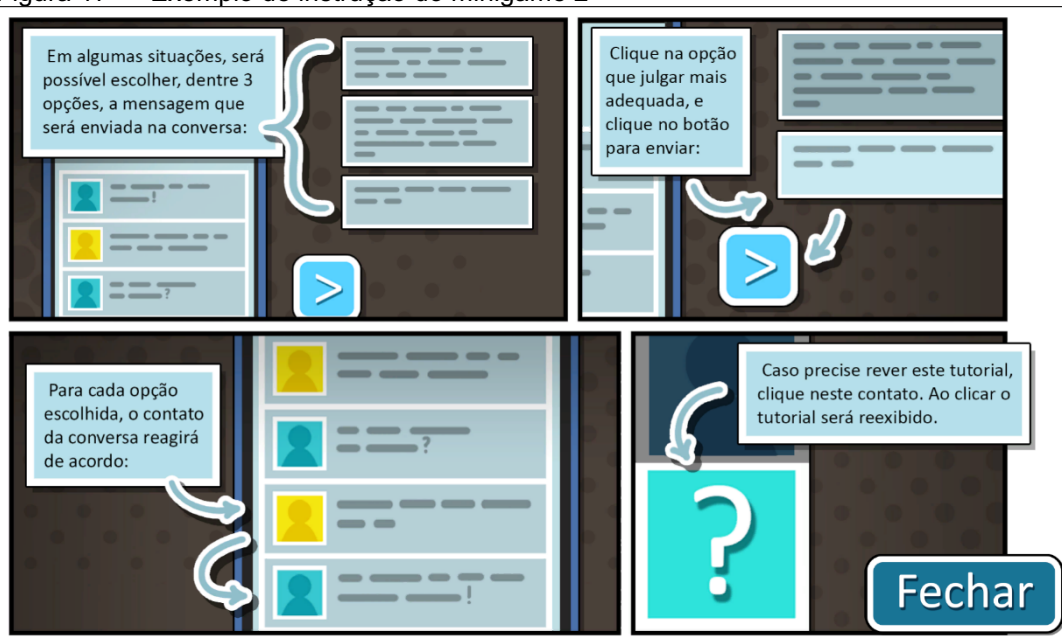 Em algumas situações, será
possível escolher, dentre 3
opções, a mensagem que
será enviada na conversa:
!
?
>
Clique na opção
que julgar mais
adequada, e
clique no botão
para enviar:
>
Para cada opção
escolhida, o contato
da conversa reagirá
de acordo:
?
!
Caso precise rever este tutorial,
clique neste contato. Ao clicar o
tutorial será reexibido.
?
Fechar